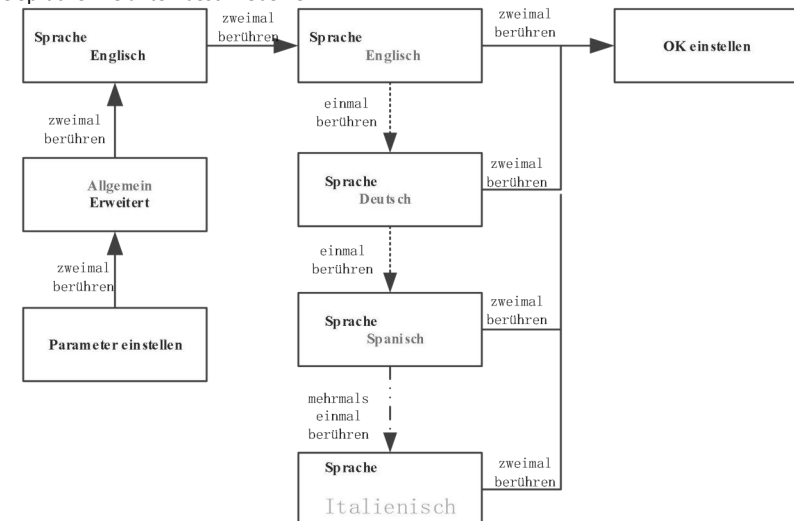 zweimal
berühren
Sprache
Englisch
Sprache
Englisch
zweimal
berühren
OK einstellen
zweimal
berühren
einmal
berühren
Allgemein
Erweitert
Sprache
Deutsch
zweimal
berühren
zweimal
berühren
einmal
berühren
Parameter einstellen
Sprache
Spanisch
zweimal
berühren
mehrmals
einmal
berühren
Sprache
Italienisch
zweimal
berühren